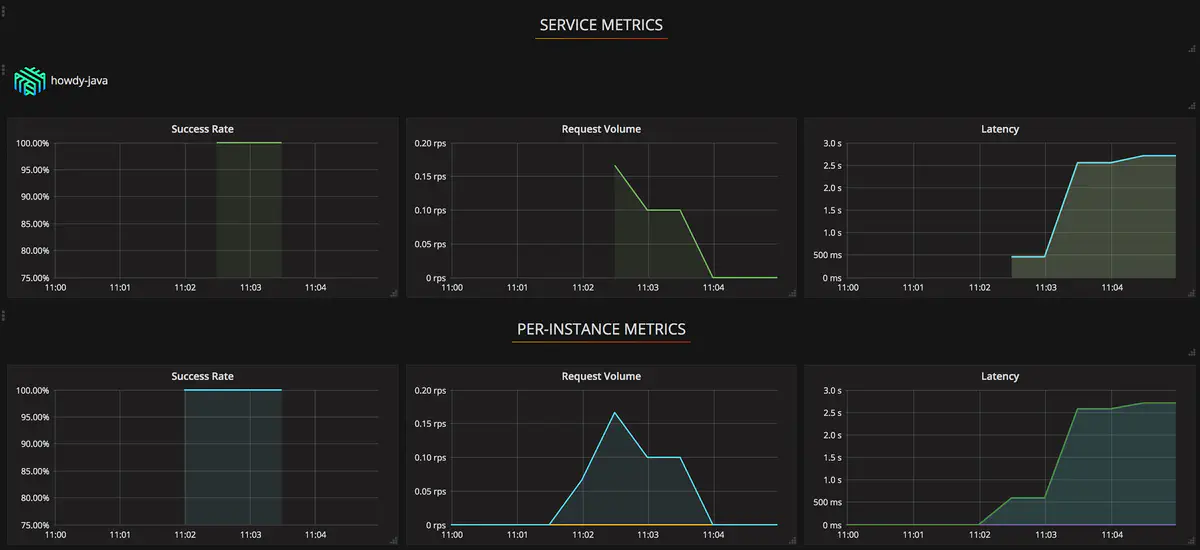 SERVICE METRICS
howdy-java
Success Rate
100.00%
95.00%
90.00%
85.00%
80.00%
75.00%
11:00 11:01 11:02 11:03 11:04
Request Volume
0.20 rps
0.15 rps
0.10 rps
0.05 rps
0 rps
11:00 11:01 11:02 11:03 11:04
Latency
3.0 s
2.5 s
2.0 s
1.5 s
1.0 s
500 ms
0 ms
11:00 11:01 11:02 11:03 11:04
PER-INSTANCE METRICS
Success Rate
100.00%
95.00%
90.00%
85.00%
80.00%
75.00%
11:00 11:01 11:02 11:03 11:04
Request Volume
0.20 rps
0.15 rps
0.10 rps
0.05 rps
0 rps
11:00 11:01 11:02 11:03 11:04
Latency
3.0 s
2.5 s
2.0 s
1.5 s
1.0 s
500 ms
0 ms
11:00 11:01 11:02 11:03 11:04